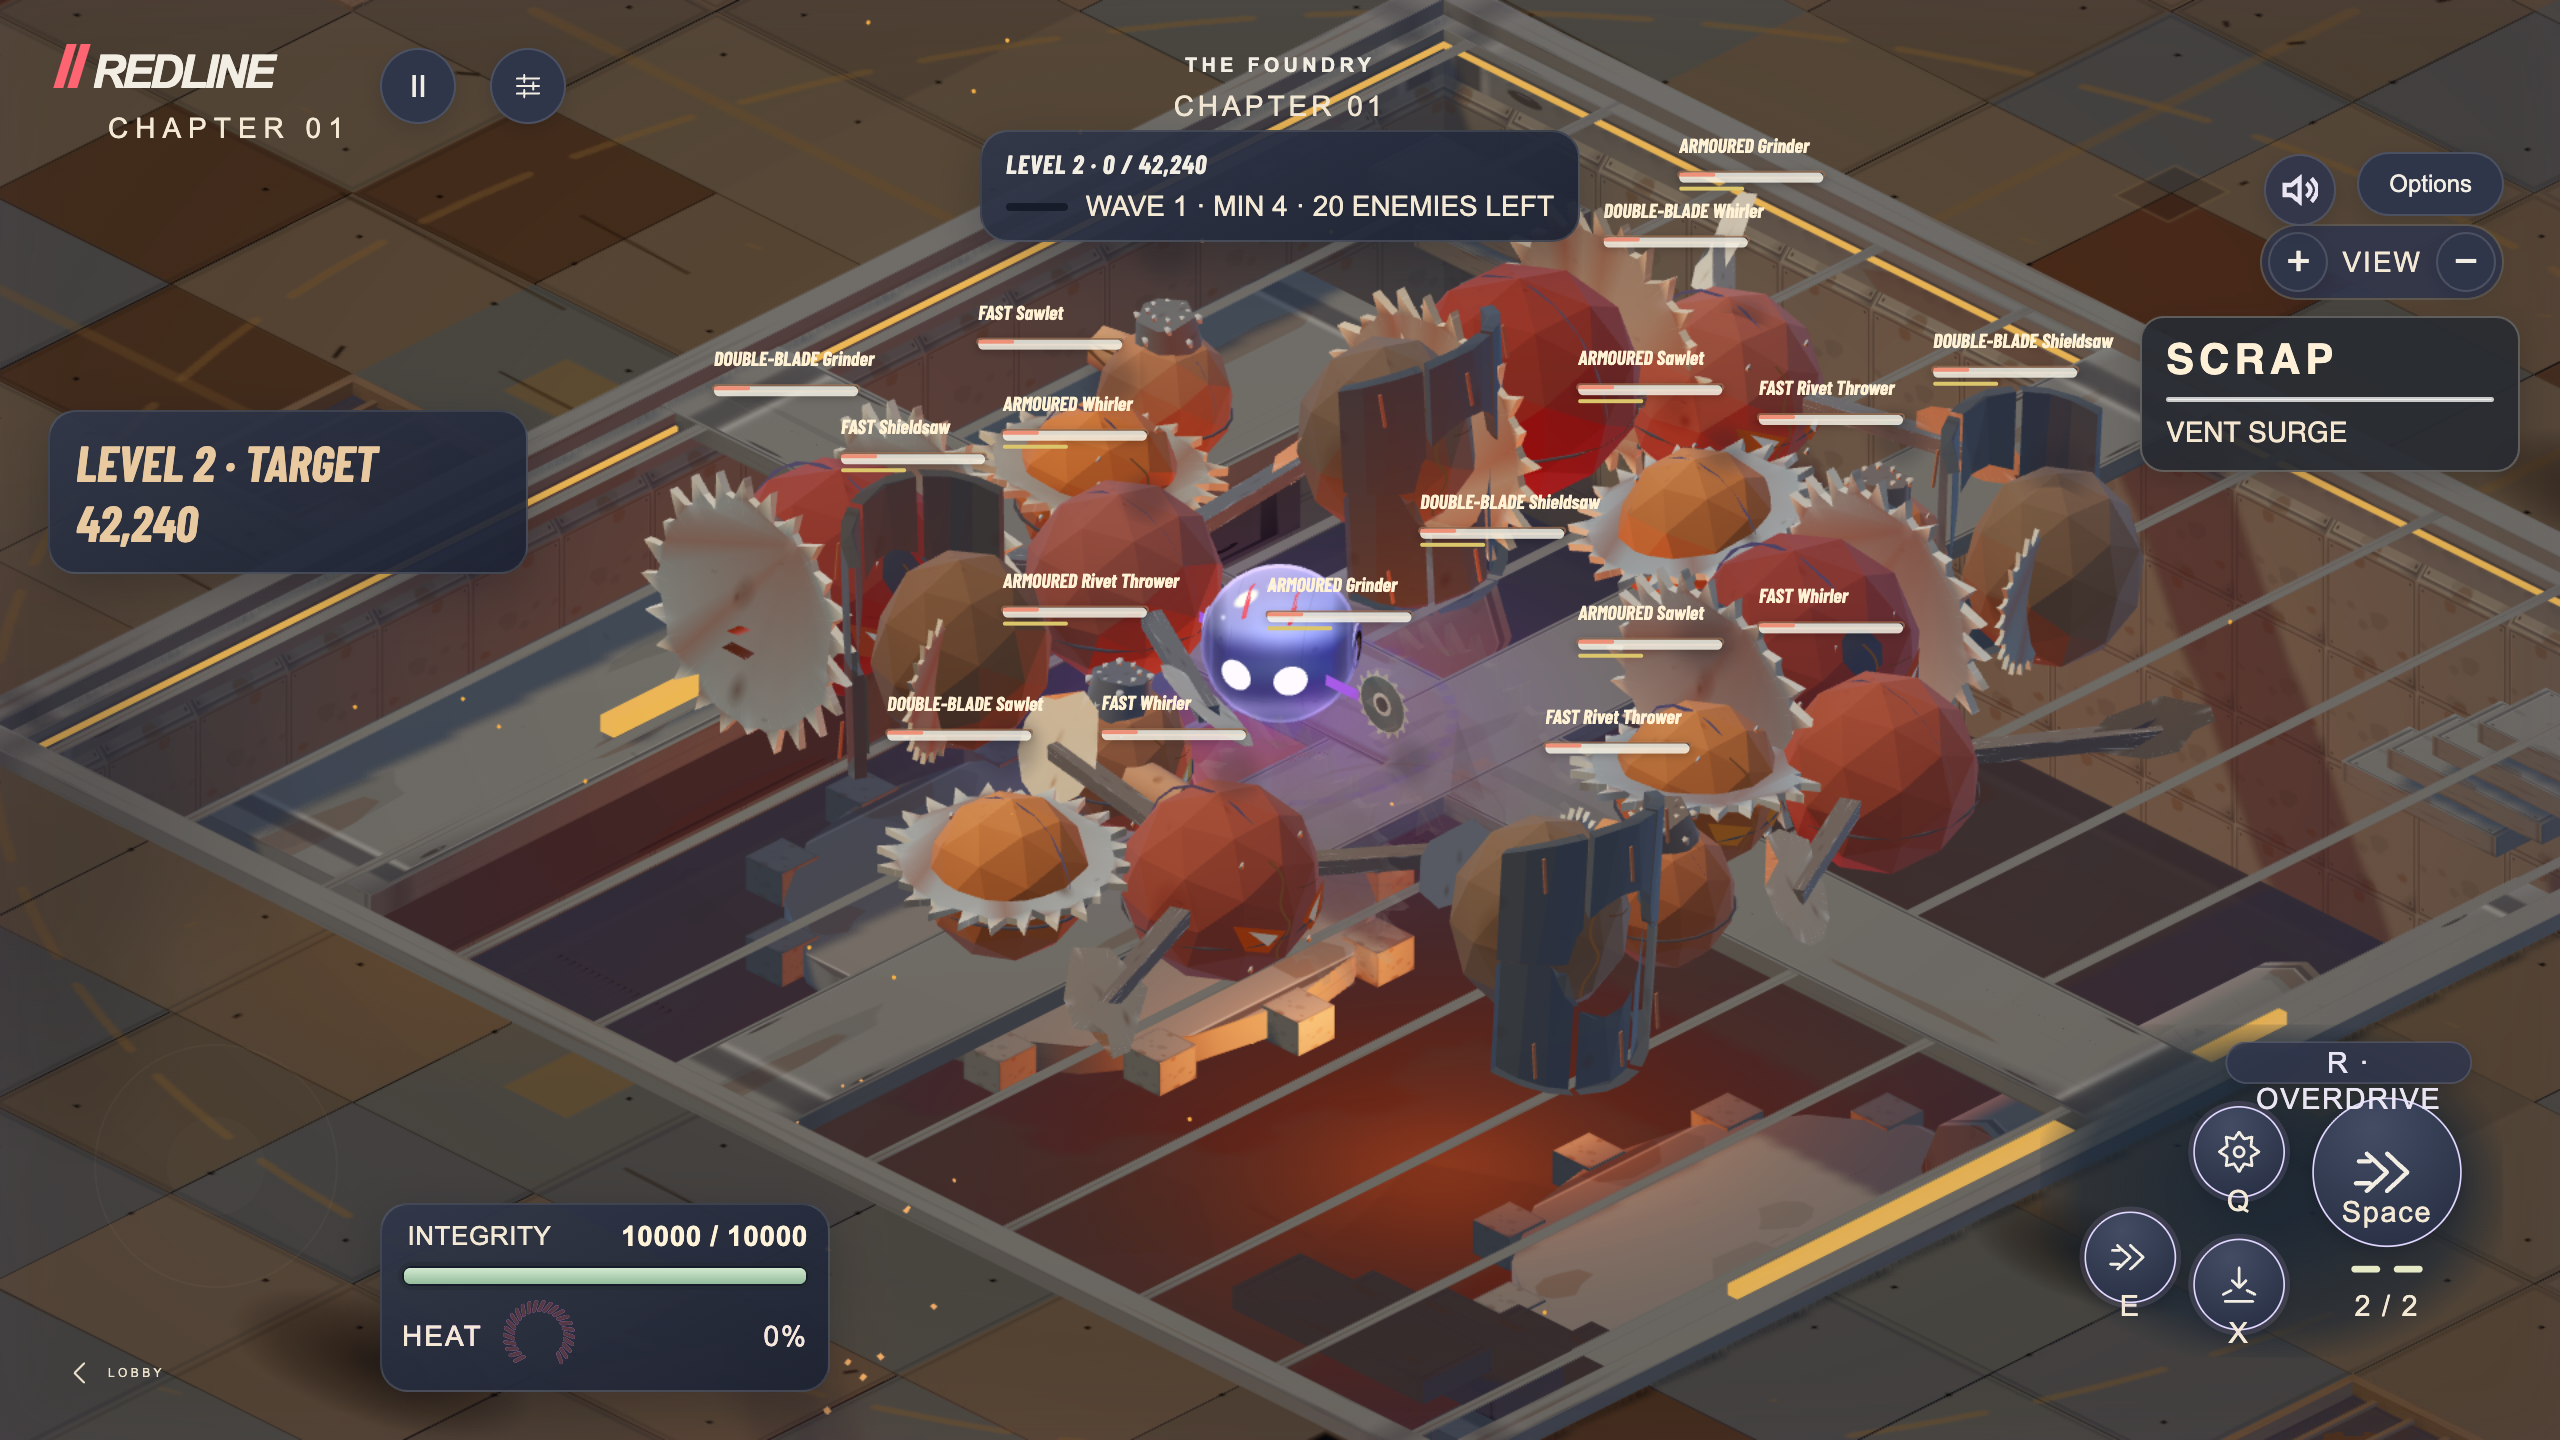 REDLINE
CHAPTER 01
THE FOUNDRY
CHAPTER 01
LEVEL 2 · 0 / 42,240
WAVE 1 · MIN 4 · 20 ENEMIES LEFT
Options
+ VIEW −
SCRAP
VENT SURGE
LEVEL 2 · TARGET
42,240
ARMOURED Grinder
DOUBLE-BLADE Whirler
FAST Sawlet
DOUBLE-BLADE Shieldsaw
DOUBLE-BLADE Grinder
ARMOURED Sawlet
FAST Rivet Thrower
ARMOURED Whirler
FAST Shieldsaw
DOUBLE-BLADE Shieldsaw
ARMOURED Rivet Thrower
ARMOURED Grinder
FAST Whirler
ARMOURED Sawlet
DOUBLE-BLADE Sawlet
FAST Whirler
FAST Rivet Thrower
R ·
OVERDRIVE
Q
Space
E
X
2 / 2
INTEGRITY 10000 / 10000
HEAT 0%
LOBBY